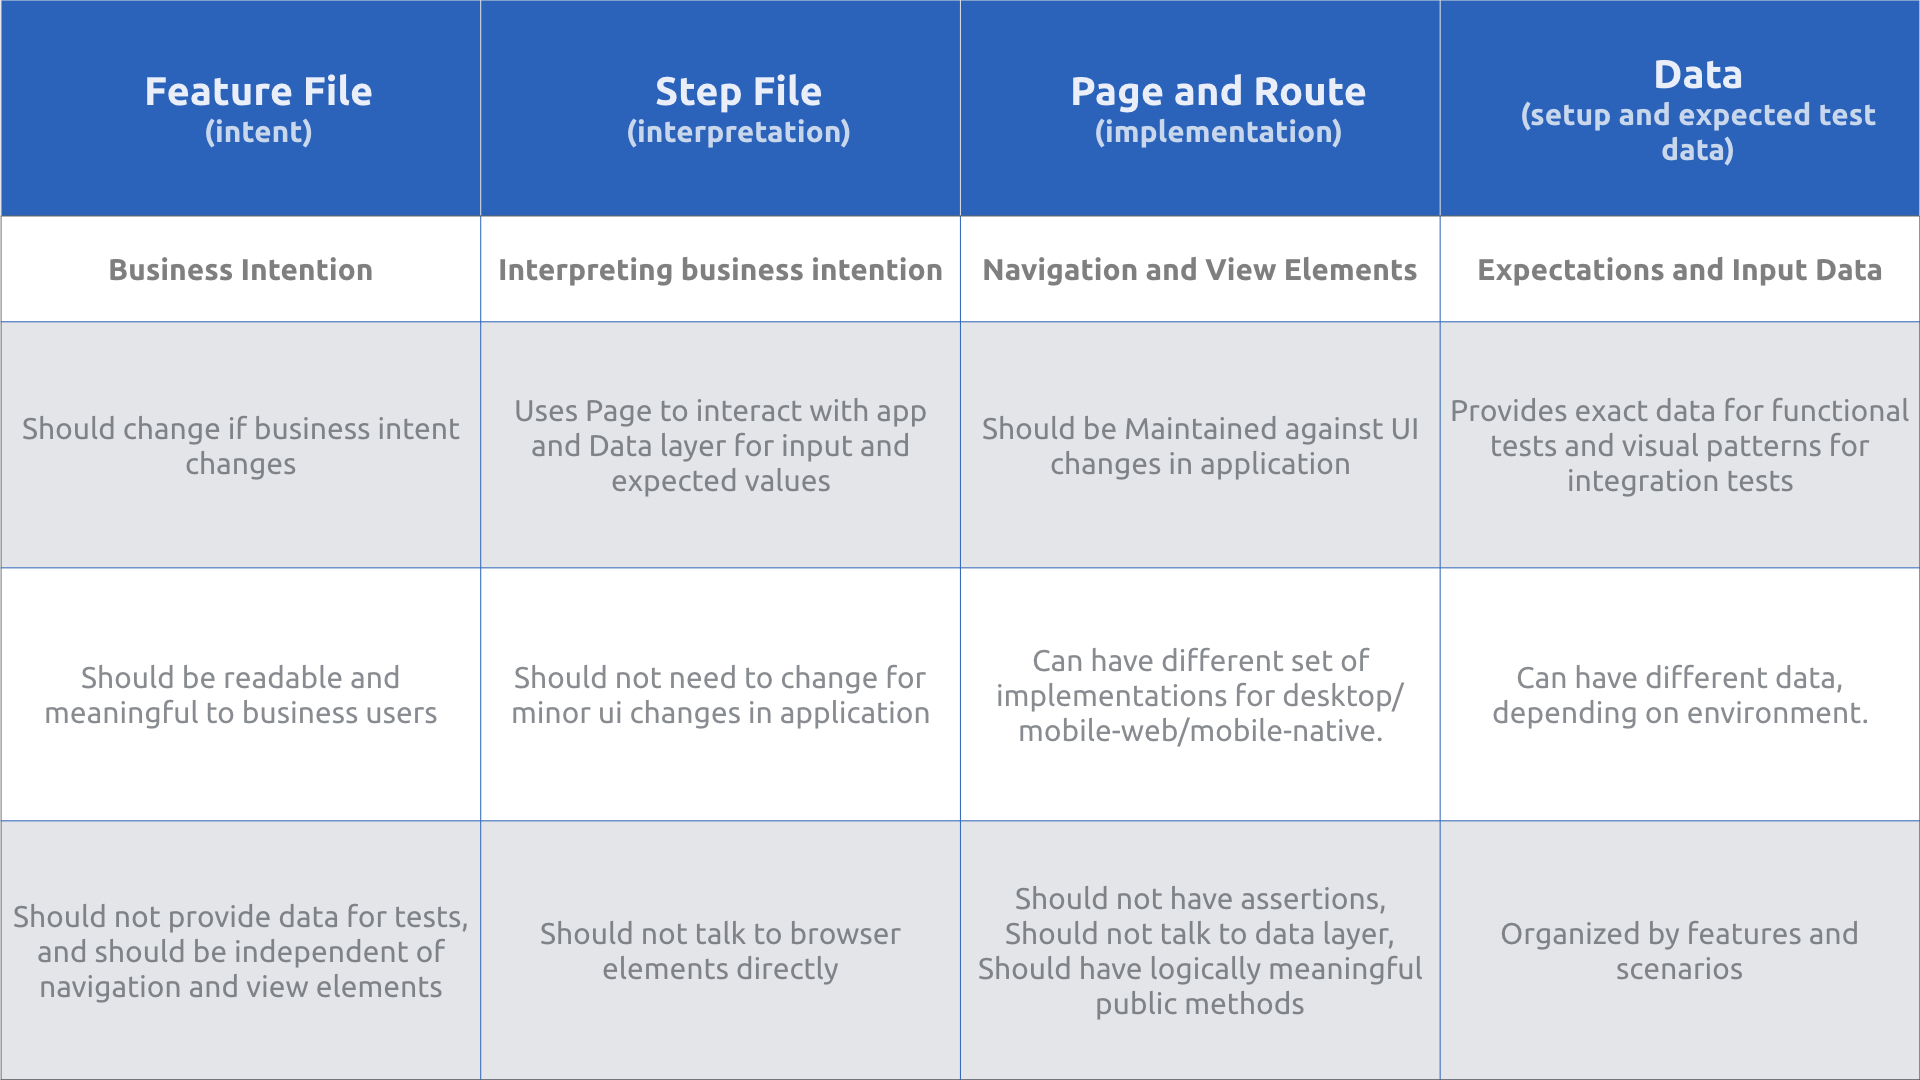 Feature File
(intent)
Step File
(interpretation)
Page and Route
(implementation)
Data
(setup and expected test
data)
Business Intention
Interpreting business intention
Navigation and View Elements
Expectations and Input Data
Should change if business intent
changes
Uses Page to interact with app
and Data layer for input and
expected values
Should be Maintained against UI
changes in application
Provides exact data for functional
tests and visual patterns for
integration tests
Should be readable and
meaningful to business users
Should not need to change for
minor ui changes in application
Can have different set of
implementations for desktop/
mobile-web/mobile-native.
Can have different data,
depending on environment.
Should not provide data for tests,
and should be independent of
navigation and view elements
Should not talk to browser
elements directly
Should not have assertions,
Should not talk to data layer,
Should have logically meaningful
public methods
Organized by features and
scenarios